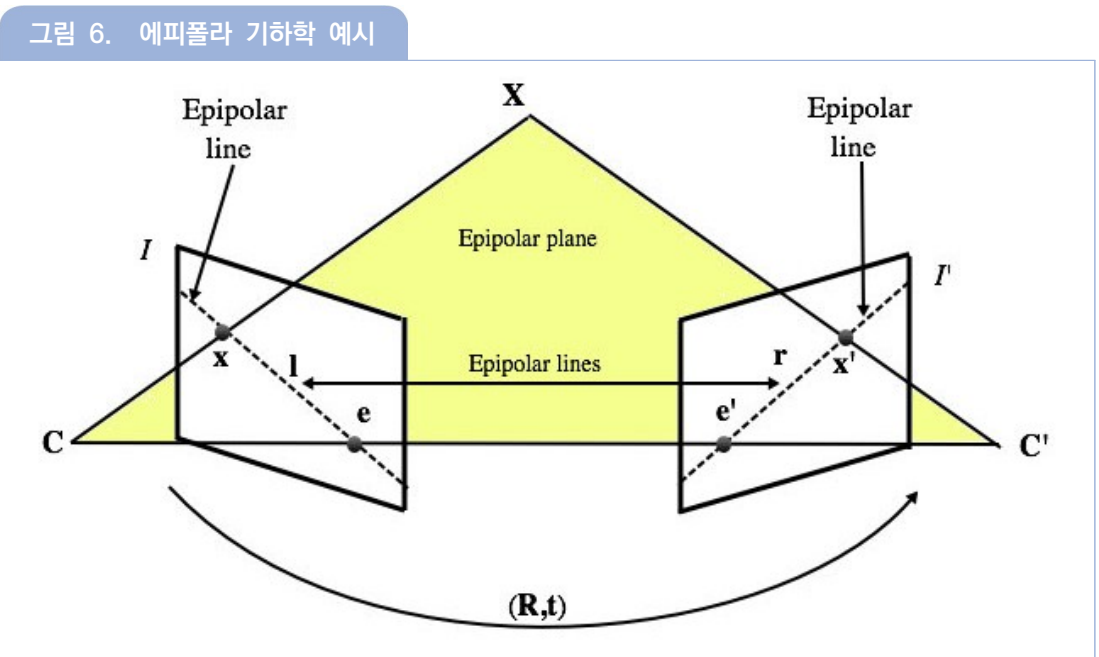 그림 6. 에피폴라 기하학 예시
X
Epipolar
line
Epipolar
line
Epipolar plane
I
I'
x
l
Epipolar lines
r
x'
e
e'
C
C'
(R,t)